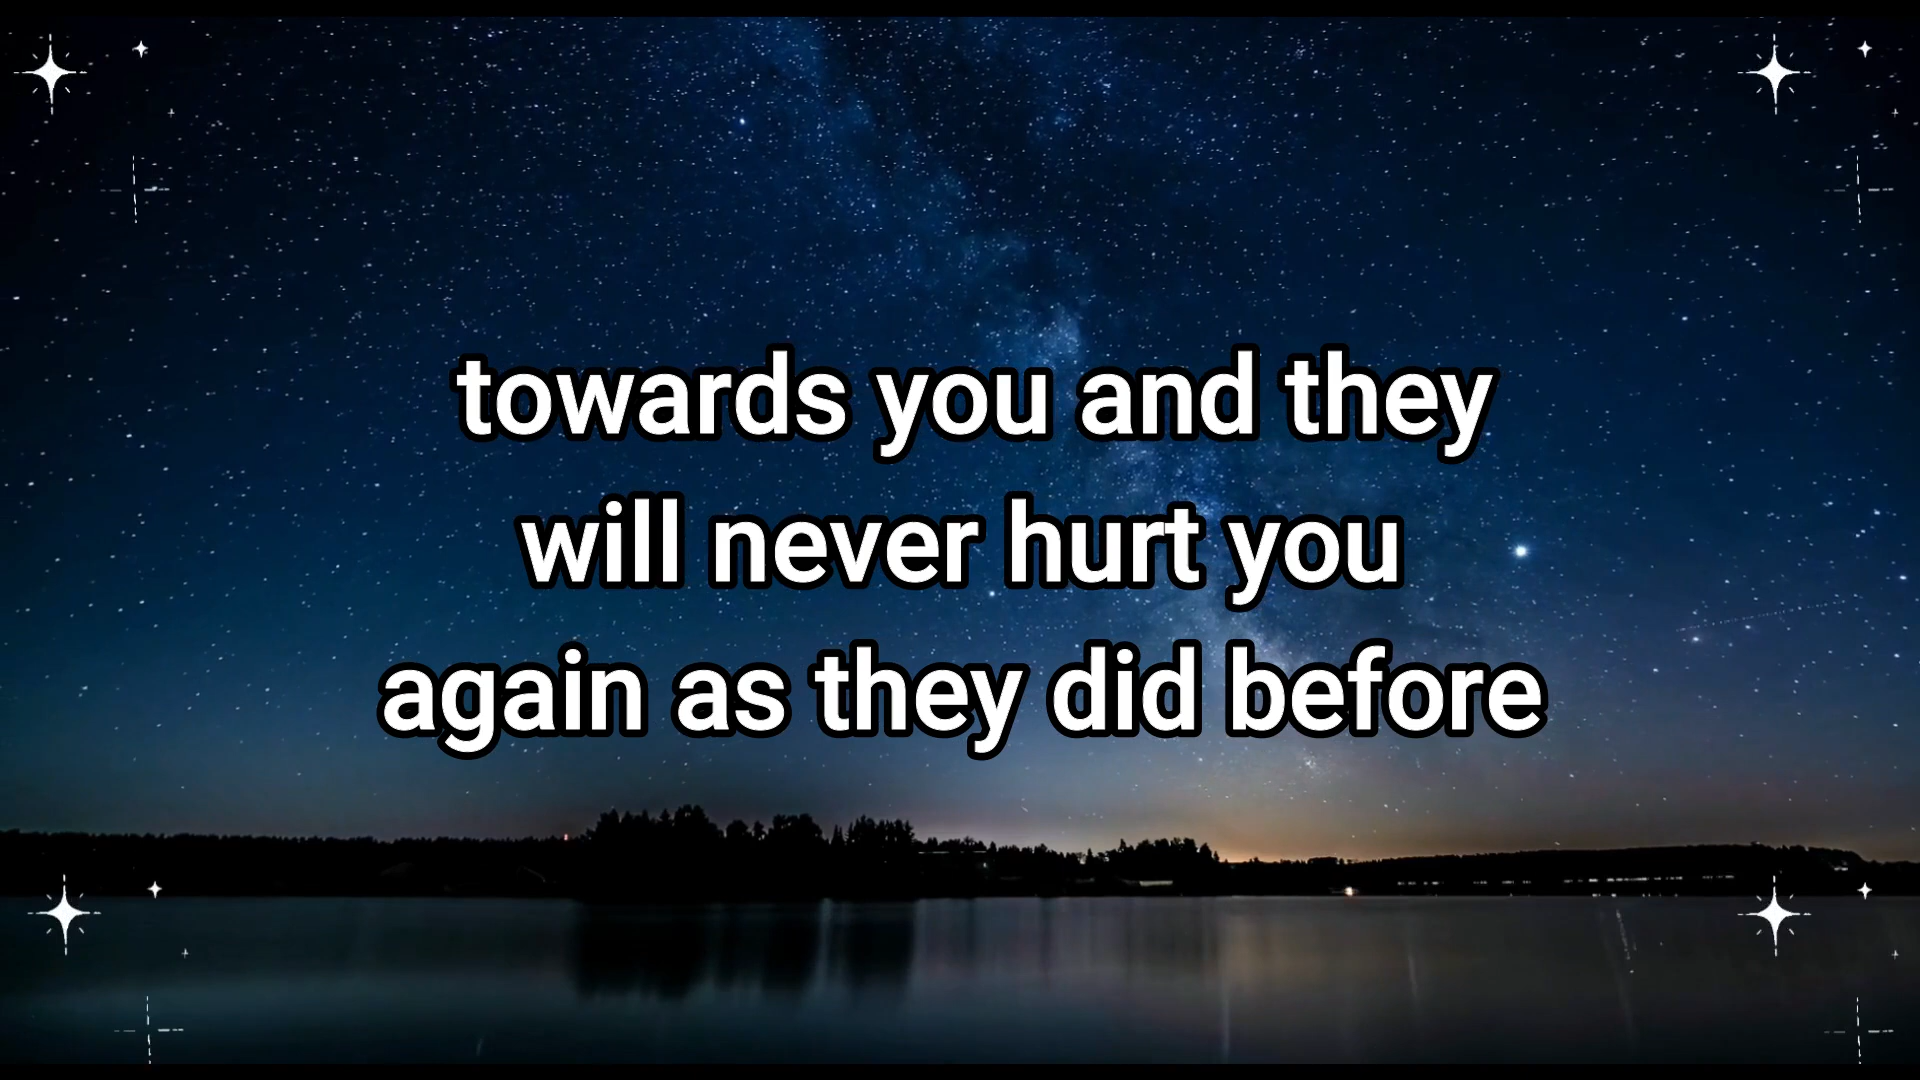 towards you and they
will never hurt you
again as they did before